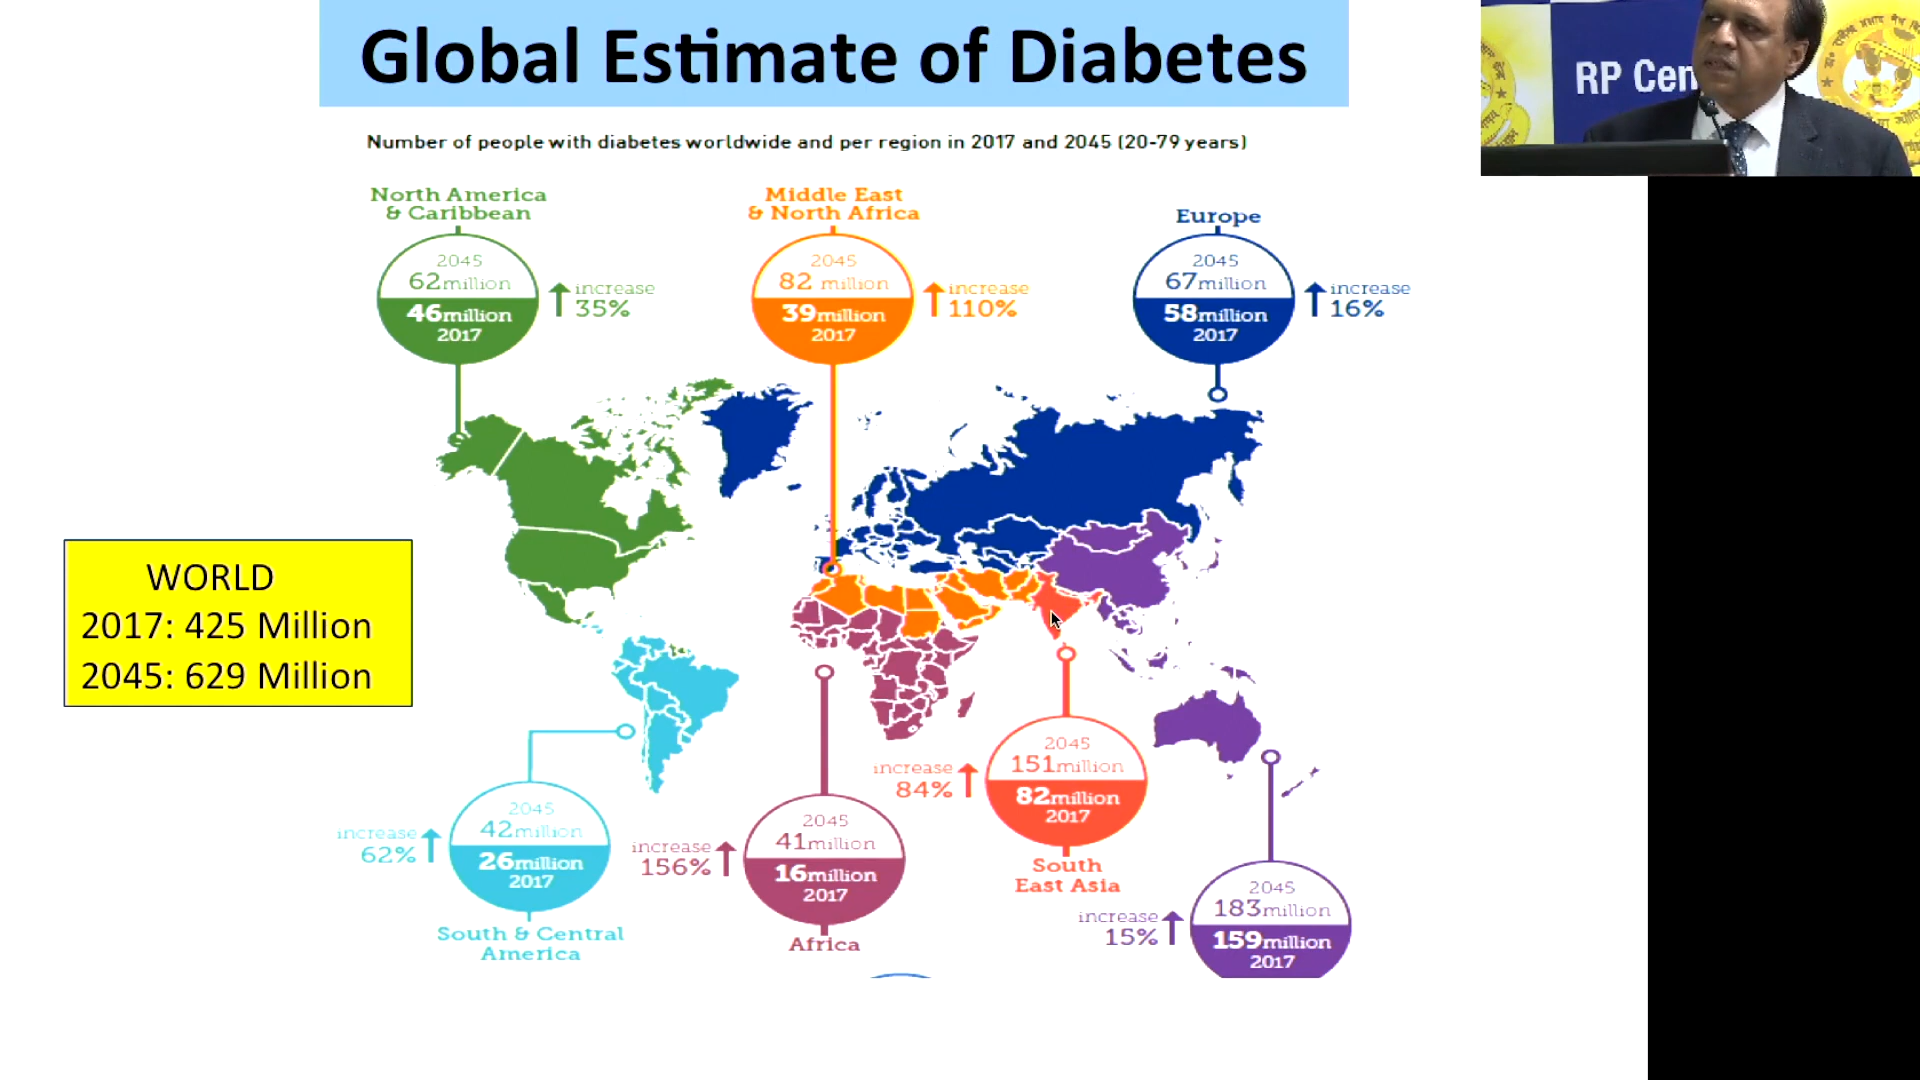 Global Estimate of Diabetes
RP Cen
Number of people with diabetes worldwide and per region in 2017 and 2045 (20-79 years)
North America
& Caribbean
2045
62million
46million
2017
increase
35%
Middle East
& North Africa
2045
82 million
39million
2017
increase
110%
Europe
2045
67million
58million
2017
increase
16%
WORLD
2017: 425 Million
2045: 629 Million
increase
62%
2045
42million
26million
2017
South & Central
America
increase
156%
2045
41million
16million
2017
Africa
increase
84%
2045
151million
82million
2017
South
East Asia
increase
15%
2045
183million
159million
2017